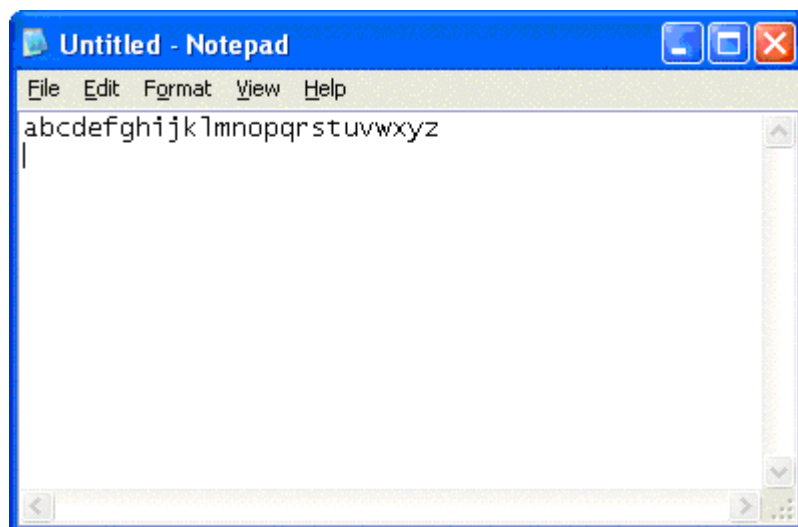 Untitled - Notepad
File Edit Format View Help
abcdefghijklmnopqrstuvwxyz